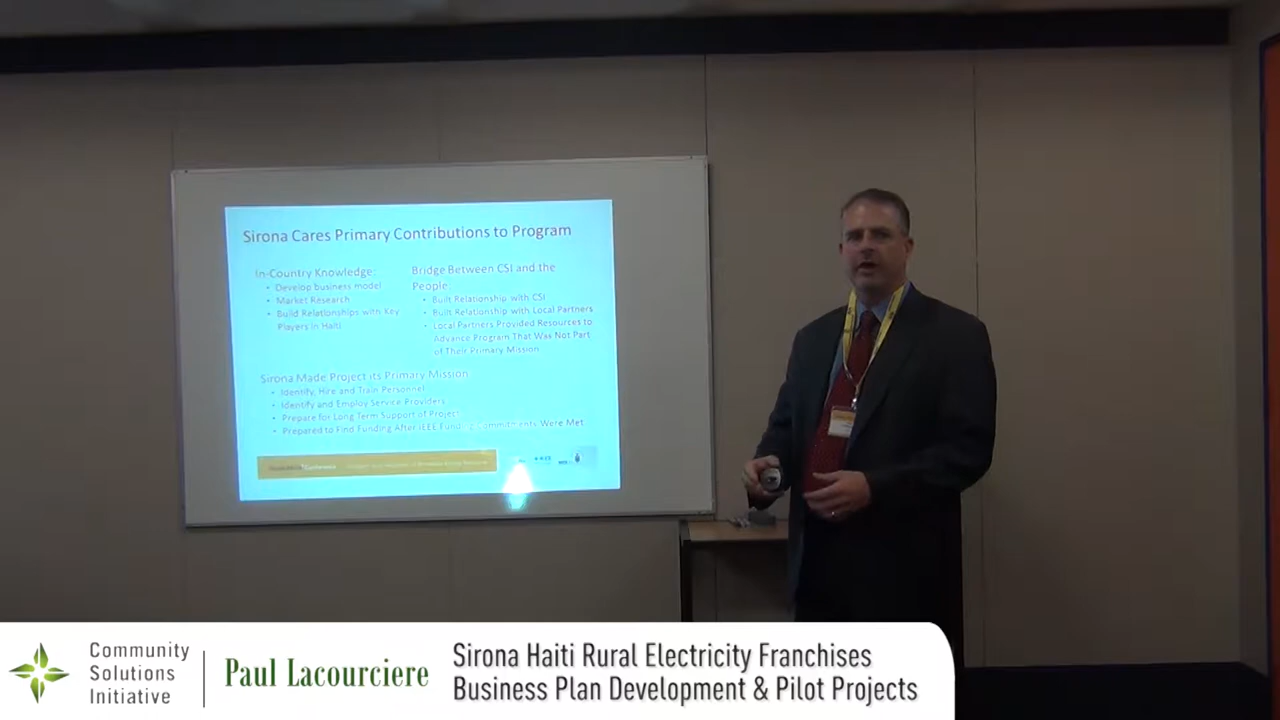 Sirona Cares Primary Contributions to Program
In-Country Knowledge:
• Develop business model
• Market Research
• Build Relationships with Key
Players in Haiti
Bridge Between CSI and the
People:
• Built Relationship with CSI
• Built Relationship with Local Partners
• Local Partners Provided Resources to
Advance Program That Was Not Part
of Their Primary Mission
Sirona Made Project its Primary Mission
• Identify, Hire and Train Personnel
• Identify and Employ Service Providers
• Prepare for Long Term Support of Project
• Prepared to Find Funding After IEEE Funding Commitments Were Met
Community
Solutions
Initiative
Paul Lacourciere
Sirona Haiti Rural Electricity Franchises
Business Plan Development & Pilot Projects